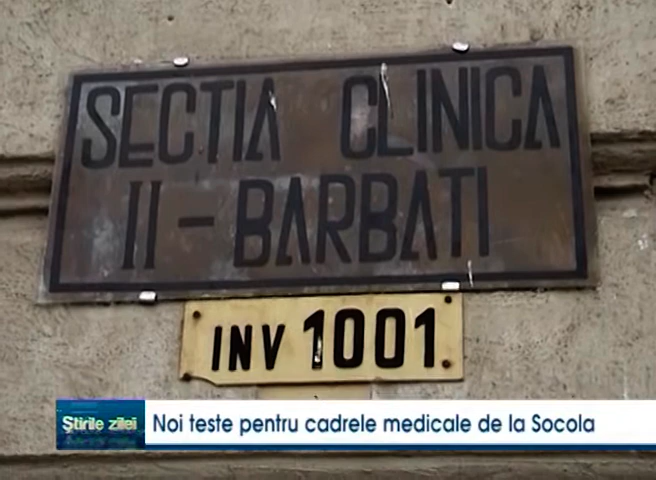 SECTIA CLINICA
II - BARBATI
INV 1001
Știrile zilei
Noi teste pentru cadrele medicale de la Socola